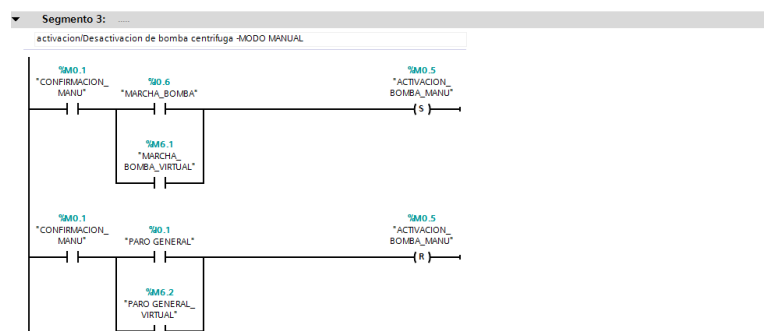 Segmento 3: .....
activacion/Desactivacion de bomba centrifuga -MODO MANUAL
%M0.1 %I0.6 %M0.5
"CONFIRMACION_ "MARCHA_BOMBA" "ACTIVACION_
MANU" BOMBA_MANU"
S
%M6.1
"MARCHA_
BOMBA_VIRTUAL"
%M0.1 %I0.1 %M0.5
"CONFIRMACION_ "PARO GENERAL" "ACTIVACION_
MANU" BOMBA_MANU"
R
%M6.2
"PARO GENERAL_
VIRTUAL"